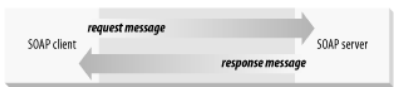 request message
SOAP client
SOAP server
response message